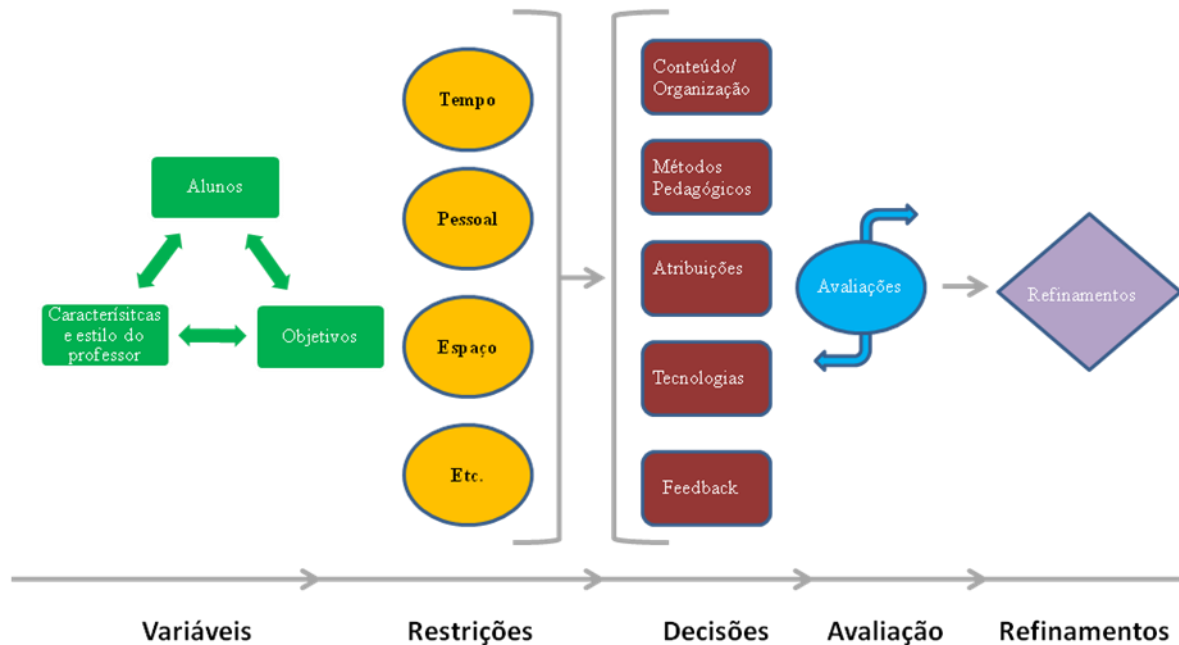 Alunos
Caracterísitcas
e estilo do
professor
Objetivos
Tempo
Pessoal
Espaço
Etc.
Conteúdo/
Organização
Métodos
Pedagógicos
Atribuições
Tecnologias
Feedback
Avaliações
Refinamentos
Variáveis
Restrições
Decisões
Avaliação
Refinamentos